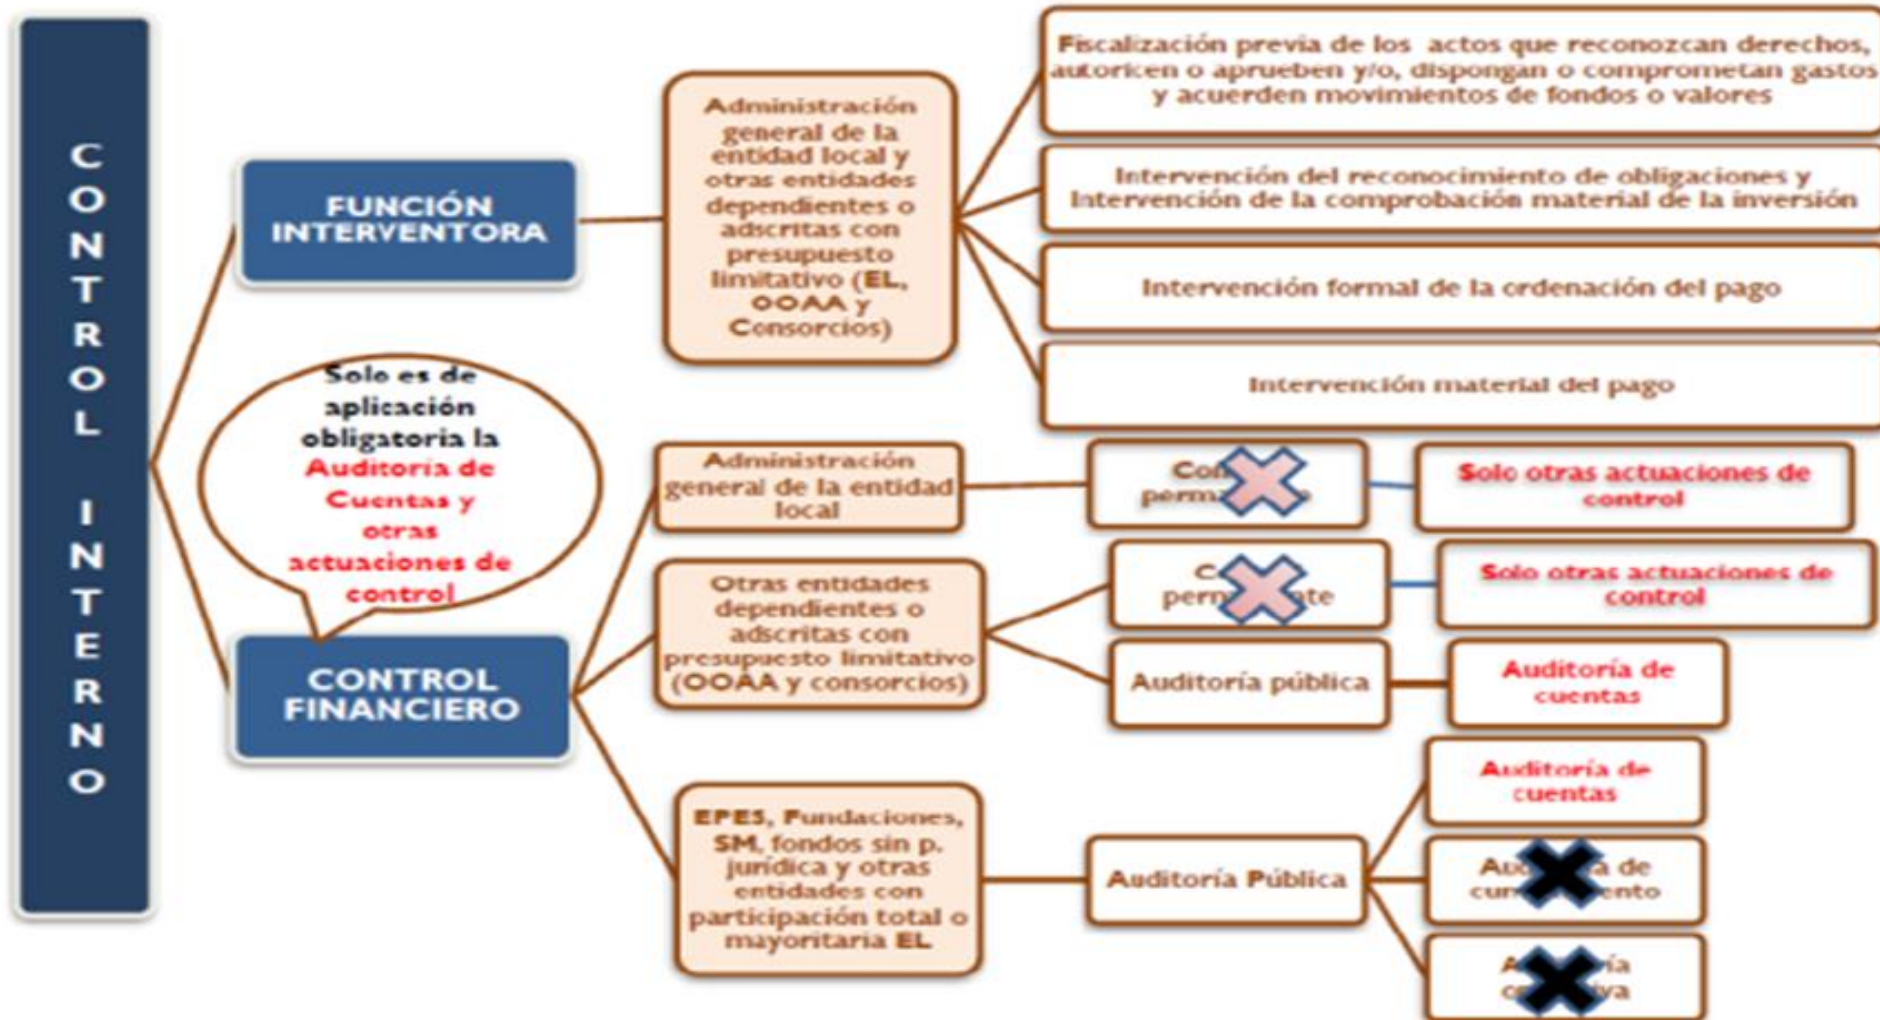 CONTROL INTERNO
FUNCIÓN
INTERVENTORA
Administración
general de la
entidad local y
otras entidades
dependientes o
adscritas con
presupuesto
limitativo (EL,
OOAA y
Consorcios)
Fiscalización previa de los actos que reconozcan derechos,
autoricen o aprueben y/o, dispongan o comprometan gastos
y acuerden movimientos de fondos o valores
Intervención del reconocimiento de obligaciones y
Intervención de la comprobación material de la inversión
Intervención formal de la ordenación del pago
Intervención material del pago
Solo es de
aplicación
obligatoria la
Auditoría de
Cuentas y
otras
actuaciones de
control
CONTROL
FINANCIERO
Administración
general de la entidad
local
Solo otras actuaciones de
control
Otras entidades
dependientes o
adscritas con
presupuesto limitativo
(OOAA y consorcios)
Solo otras actuaciones de
control
Auditoría pública
Auditoría de
cuentas
EPES, Fundaciones,
SM, fondos sin p.
jurídica y otras
entidades con
participación total o
mayoritaria EL
Auditoría Pública
Auditoría de
cuentas
de